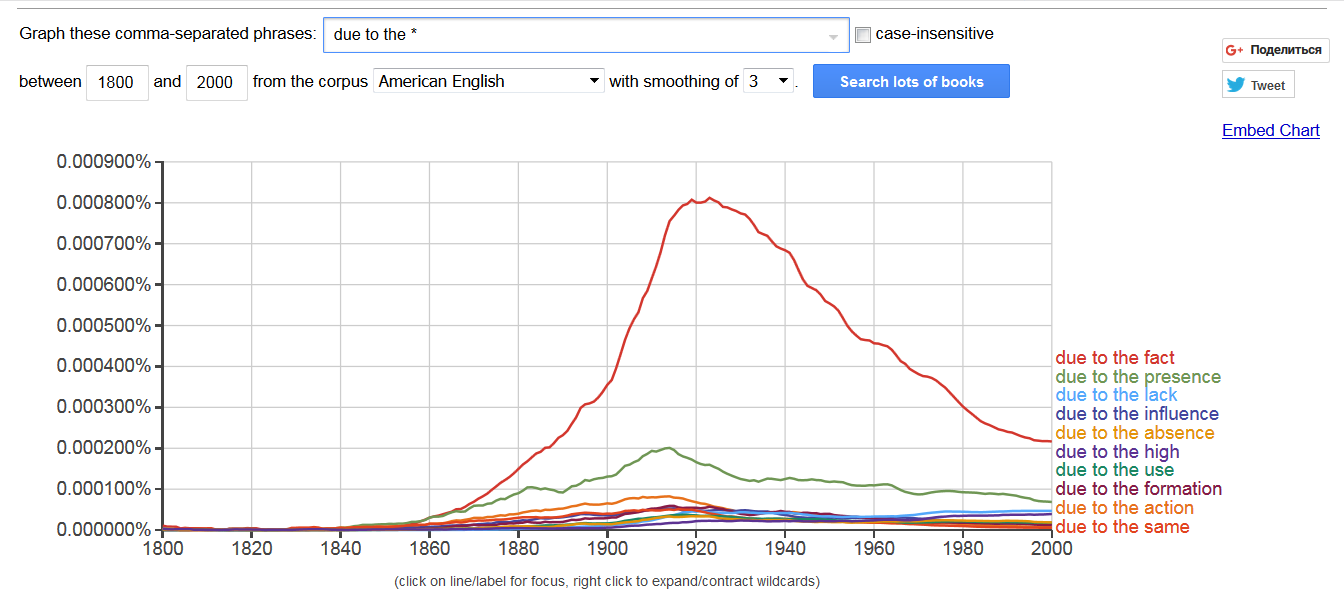 Graph these comma-separated phrases: due to the * case-insensitive
between 1800 and 2000 from the corpus American English with smoothing of 3 . Search lots of books
G+ Поделиться
Tweet
Embed Chart
0.000900%
0.000800%
0.000700%
0.000600%
0.000500%
0.000400%
0.000300%
0.000200%
0.000100%
0.000000%
due to the fact
due to the presence
due to the lack
due to the influence
due to the absence
due to the high
due to the use
due to the formation
due to the action
due to the same
1800 1820 1840 1860 1880 1900 1920 1940 1960 1980 2000
(click on line/label for focus, right click to expand/contract wildcards)